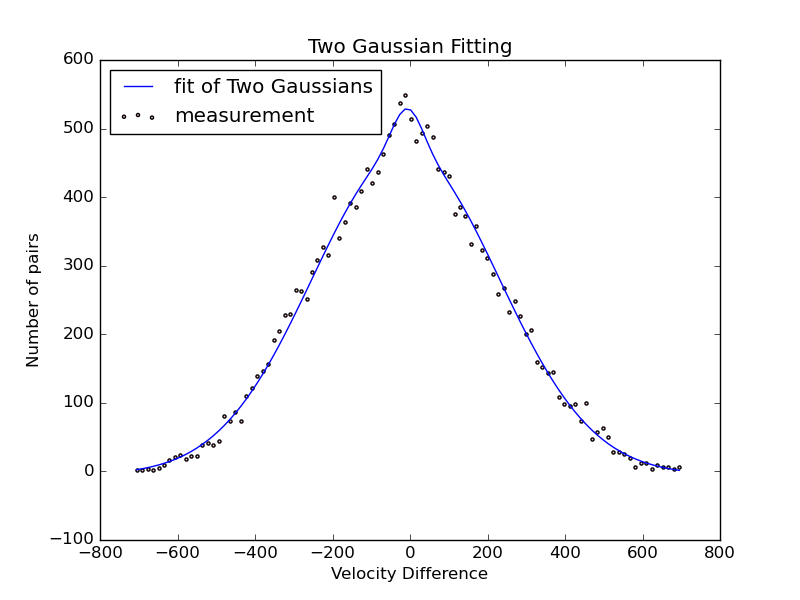 Two Gaussian Fitting
600
fit of Two Gaussians
measurement
500
400
300
200
100
0
−100
Number of pairs
−800 −600 −400 −200 0 200 400 600 800
Velocity Difference